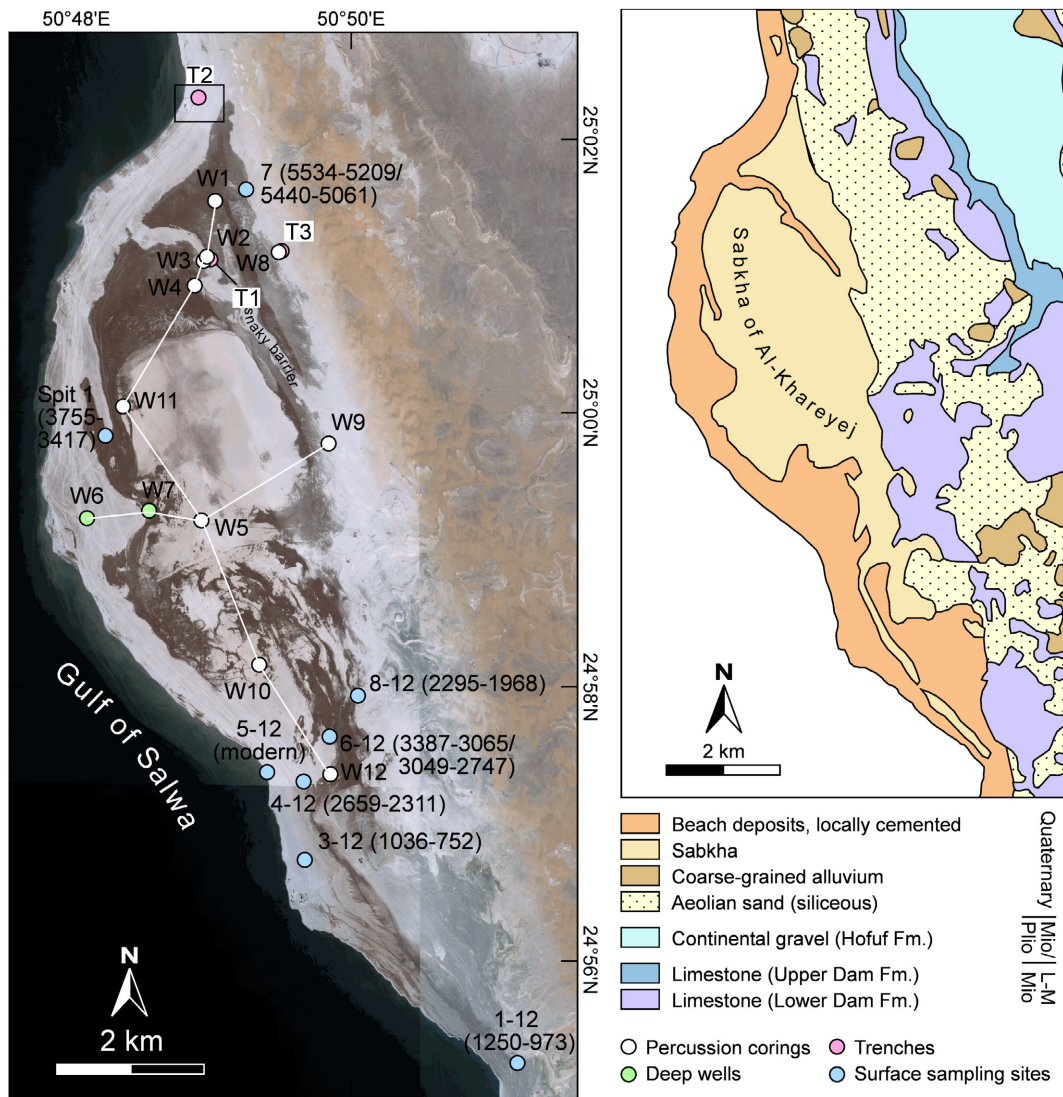 50°48'E
50°50'E
T2
25°02'N
7 (5534-5209/
5440-5061)
W1
W2
T3
W3
W8
W4
T1
snaky barrier
25°00'N
Spit 1
(3755-
3417)
W11
W9
W6
W7
W5
Gulf of Salwa
W10
24°58'N
8-12 (2295-1968)
5-12
(modern)
6-12 (3387-3065/
3049-2747)
W12
4-12 (2659-2311)
3-12 (1036-752)
24°56'N
N
2 km
1-12
(1250-973)
Sabkha of Al-Khareyej
N
2 km
Beach deposits, locally cemented
Sabkha
Coarse-grained alluvium
Aeolian sand (siliceous)
Continental gravel (Hofuf Fm.)
Limestone (Upper Dam Fm.)
Limestone (Lower Dam Fm.)
Quaternary
Mio/
Plio
L-M
Mio
Percussion corings
Trenches
Deep wells
Surface sampling sites